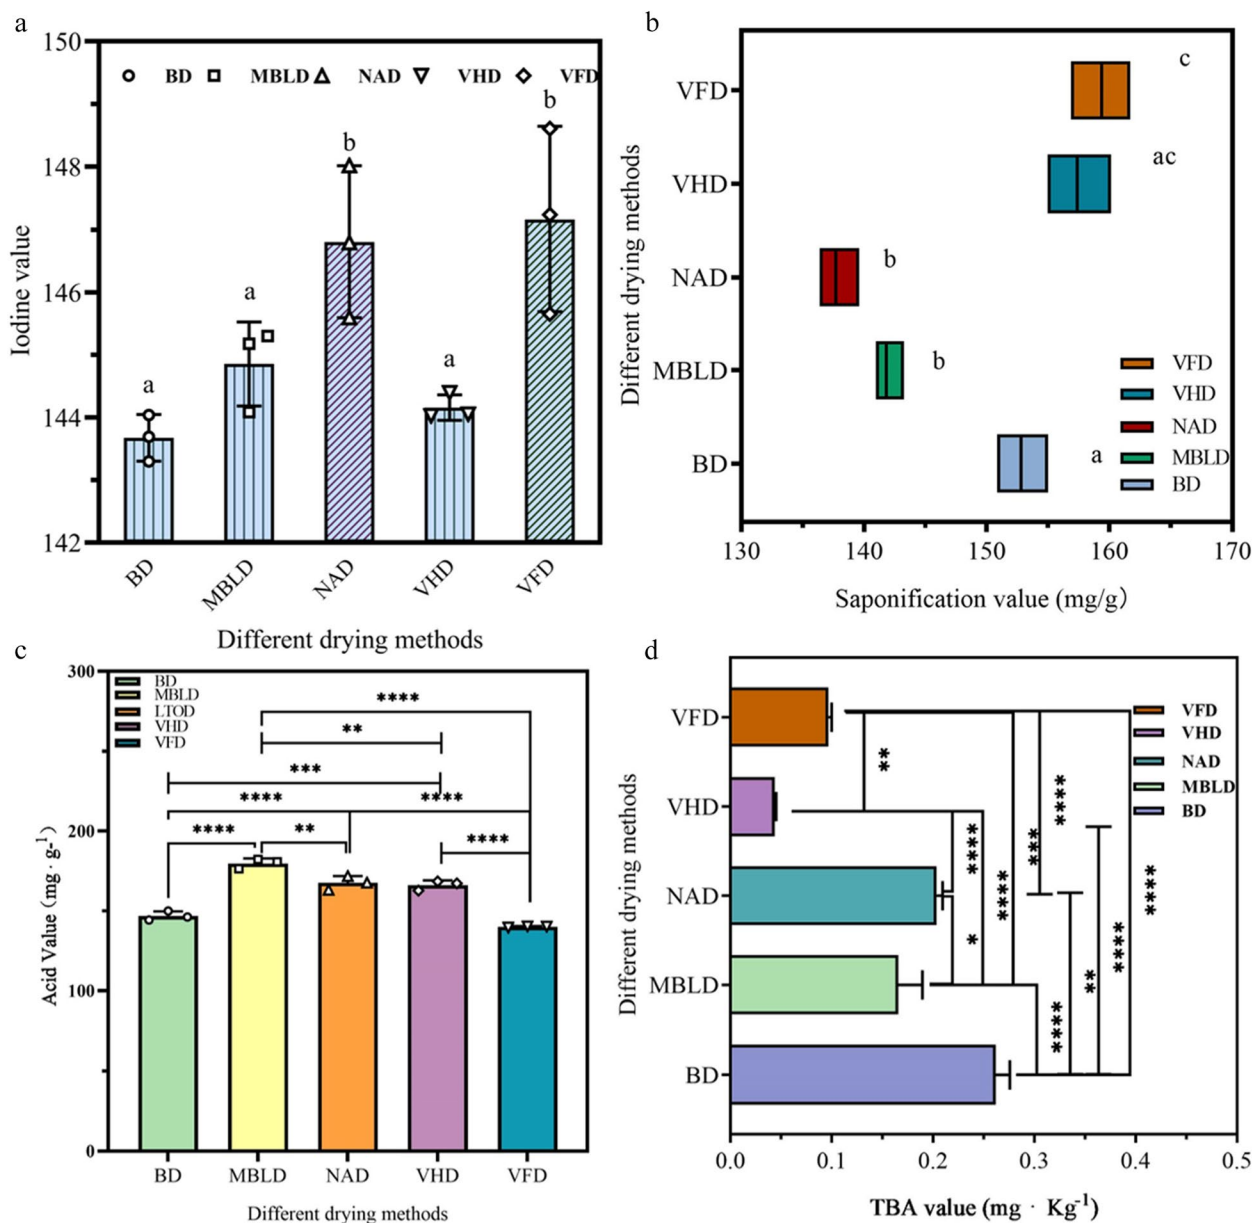 a
150
148
146
144
142
Iodine value
BD MBLD NAD VHD VFD
a
a
b
a
b
BD
MBLD
NAD
VHD
VFD
Different drying methods
b
Different drying methods
VFD
VHD
NAD
MBLD
BD
c
ac
b
b
a
VFD
VHD
NAD
MBLD
BD
130 140 150 160 170
Saponification value (mg/g)
c
300
200
100
0
Acid Value (mg · g-1)
BD
MBLD
LTOD
VHD
VFD
****
**
***
**** ****
**** ** ****
BD MBLD NAD VHD VFD
Different drying methods
d
Different drying methods
VFD
VHD
NAD
MBLD
BD
VFD
VHD
NAD
MBLD
BD
**
****
*
****
***
****
****
**
****
****
0.0 0.1 0.2 0.3 0.4 0.5
TBA value (mg · Kg-1)